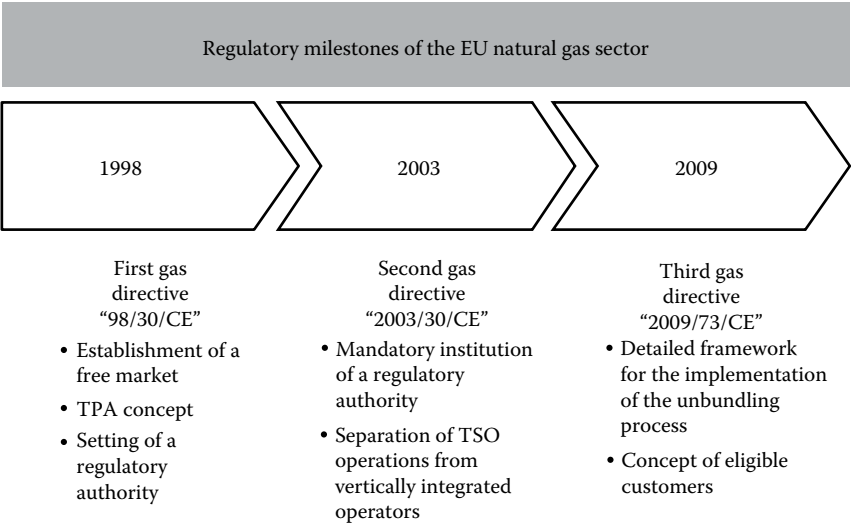 Regulatory milestones of the EU natural gas sector
1998
2003
2009
First gas
directive
“98/30/CE”
• Establishment of a
free market
• TPA concept
• Setting of a
regulatory
authority
Second gas
directive
“2003/30/CE”
• Mandatory institution
of a regulatory
authority
• Separation of TSO
operations from
vertically integrated
operators
Third gas
directive
“2009/73/CE”
• Detailed framework
for the implementation
of the unbundling
process
• Concept of eligible
customers